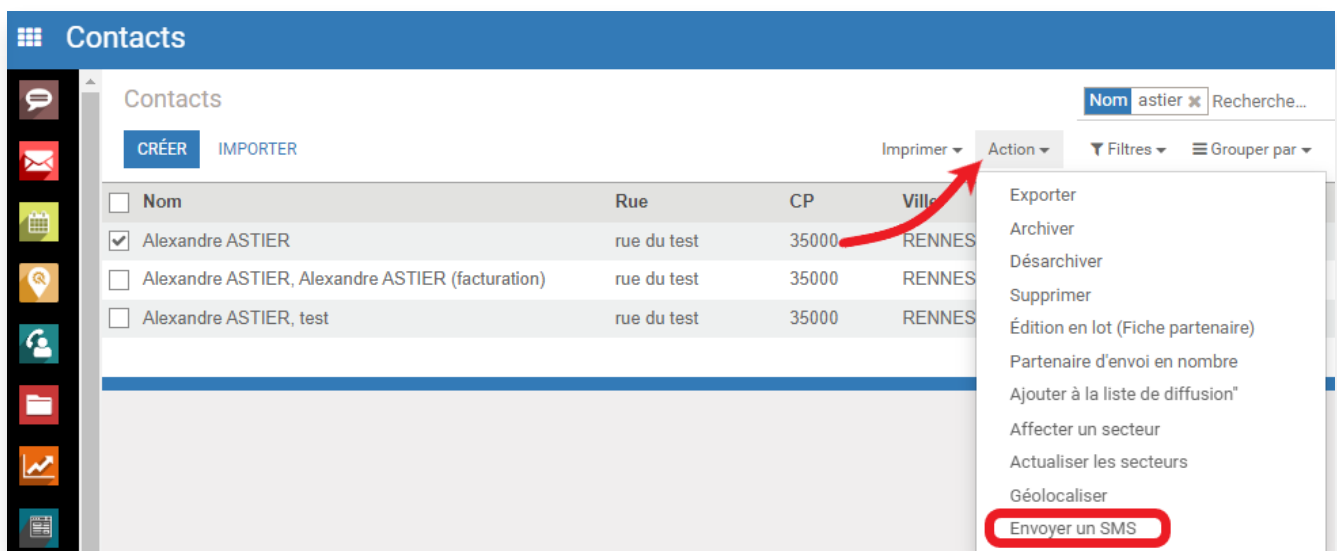 Contacts
Contacts
Nom astier × Recherche...
CRÉER IMPORTER Imprimer Action Filtres Grouper par
Nom Rue CP Ville
Alexandre ASTIER rue du test 35000 RENNES
Alexandre ASTIER, Alexandre ASTIER (facturation) rue du test 35000 RENNES
Alexandre ASTIER, test rue du test 35000 RENNES
Exporter
Archiver
Désarchiver
Supprimer
Édition en lot (Fiche partenaire)
Partenaire d'envoi en nombre
Ajouter à la liste de diffusion"
Affecter un secteur
Actualiser les secteurs
Géolocaliser
Envoyer un SMS